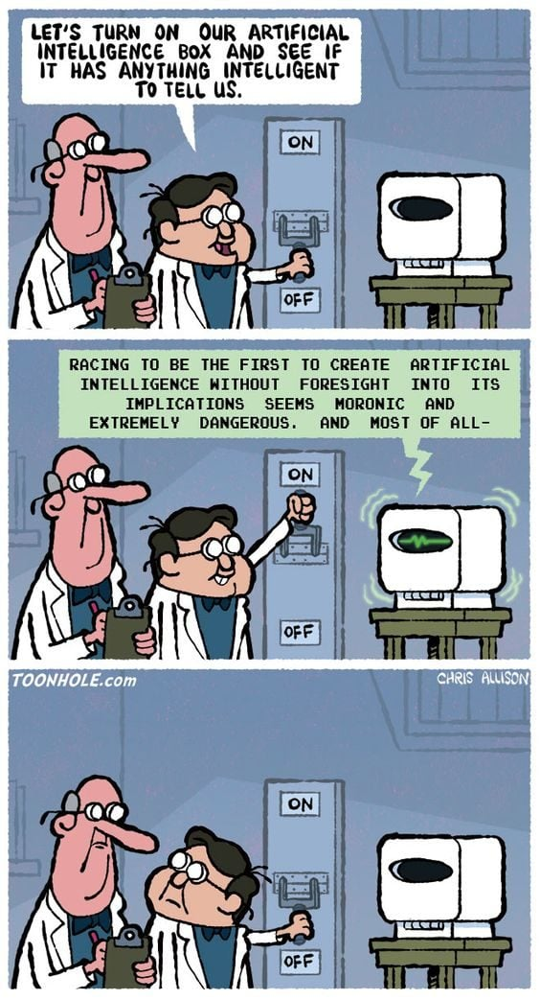 LET'S TURN ON OUR ARTIFICIAL
INTELLIGENCE BOX AND SEE IF
IT HAS ANYTHING INTELLIGENT
TO TELL US.
ON
OFF
RACING TO BE THE FIRST TO CREATE ARTIFICIAL
INTELLIGENCE WITHOUT FORESIGHT INTO ITS
IMPLICATIONS SEEMS MORONIC AND
EXTREMELY DANGEROUS. AND MOST OF ALL-
ON
OFF
TOONHOLE.com
CHRIS ALLISON
ON
OFF